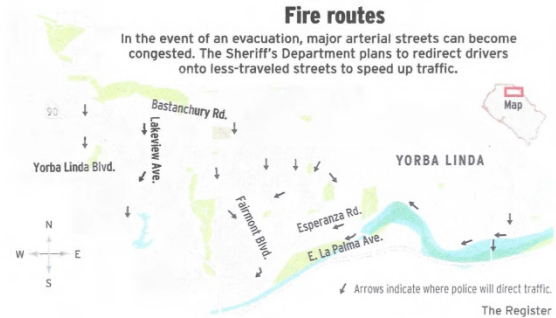 Fire routes
In the event of an evacuation, major arterial streets can become
congested. The Sheriff's Department plans to redirect drivers
onto less-traveled streets to speed up traffic.
Map
90
Bastanchury Rd.
Lakeview Ave.
Yorba Linda Blvd.
YORBA LINDA
Fairmont Blvd.
Esperanza Rd.
E. La Palma Ave.
N
W
E
S
Arrows indicate where police will direct traffic.
The Register